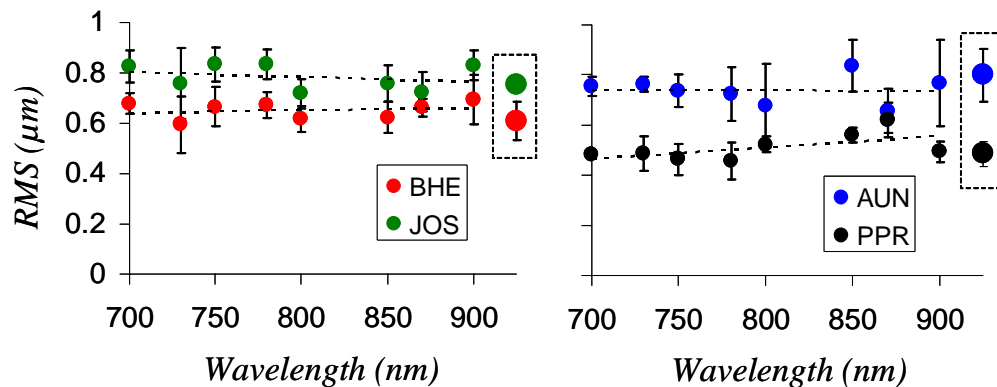 RMS (μm)
1
0.8
0.6
0.4
0.2
0
BHE
JOS
700 750 800 850 900
Wavelength (nm)
AUN
PPR
700 750 800 850 900
Wavelength (nm)